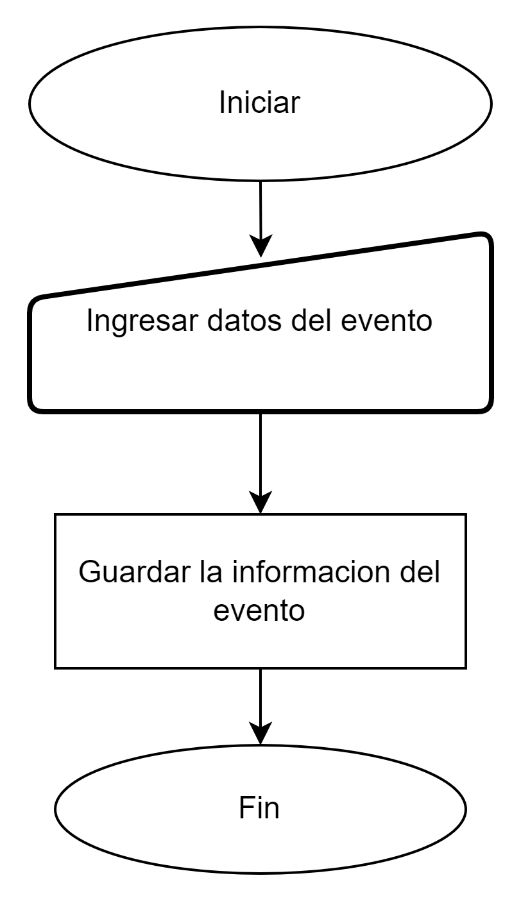 Iniciar
Ingresar datos del evento
Guardar la informacion del
evento
Fin